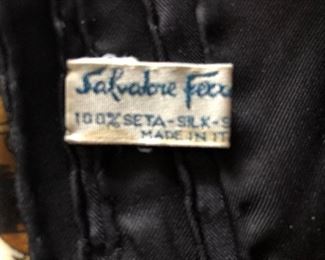 Salvatore Ferra
100% SETA-SILK-S
MADE IN IT